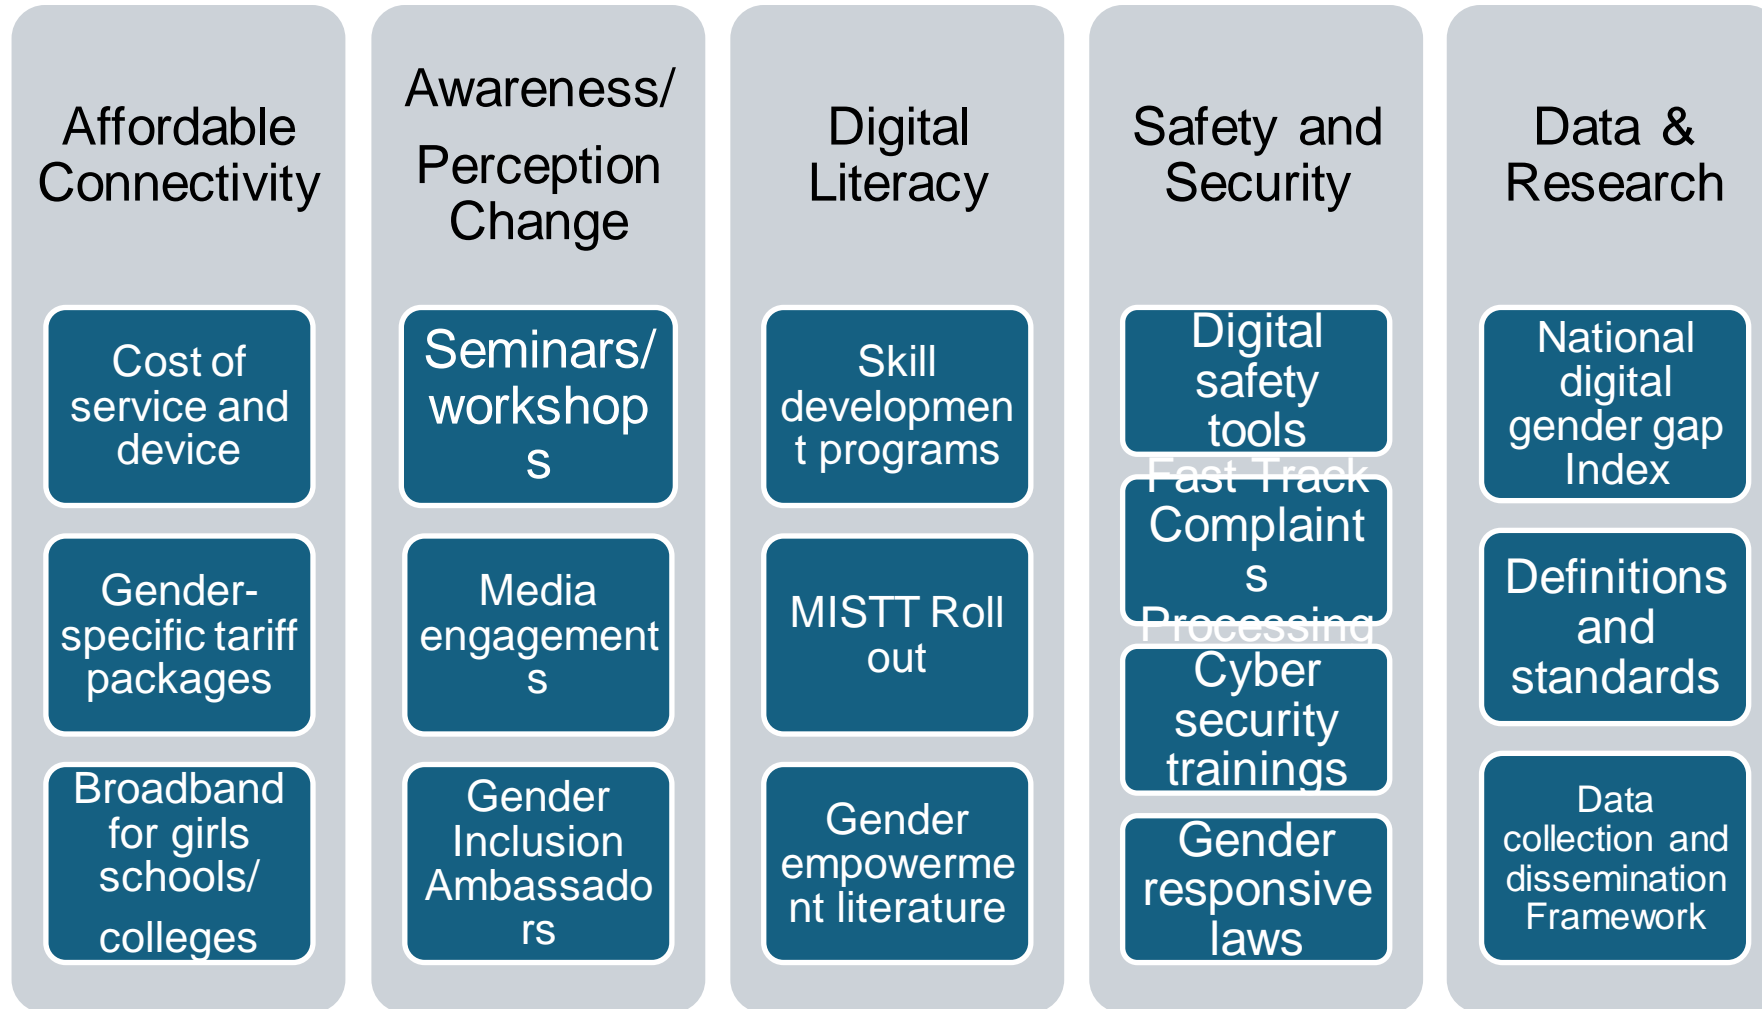 Affordable
Connectivity
Cost of
service and
device
Gender-
specific tariff
packages
Broadband
for girls
schools/
colleges
Awareness/
Perception
Change
Seminars/
workshop
s
Media
engagement
s
Gender
Inclusion
Ambassado
rs
Digital
Literacy
Skill
developmen
t programs
MISTT Roll
out
Gender
empowerme
nt literature
Safety and
Security
Digital
safety
tools
Fast Track
Complaint
s
Processing
Cyber
security
trainings
Gender
responsive
laws
Data &
Research
National
digital
gender gap
Index
Definitions
and
standards
Data
collection and
dissemination
Framework